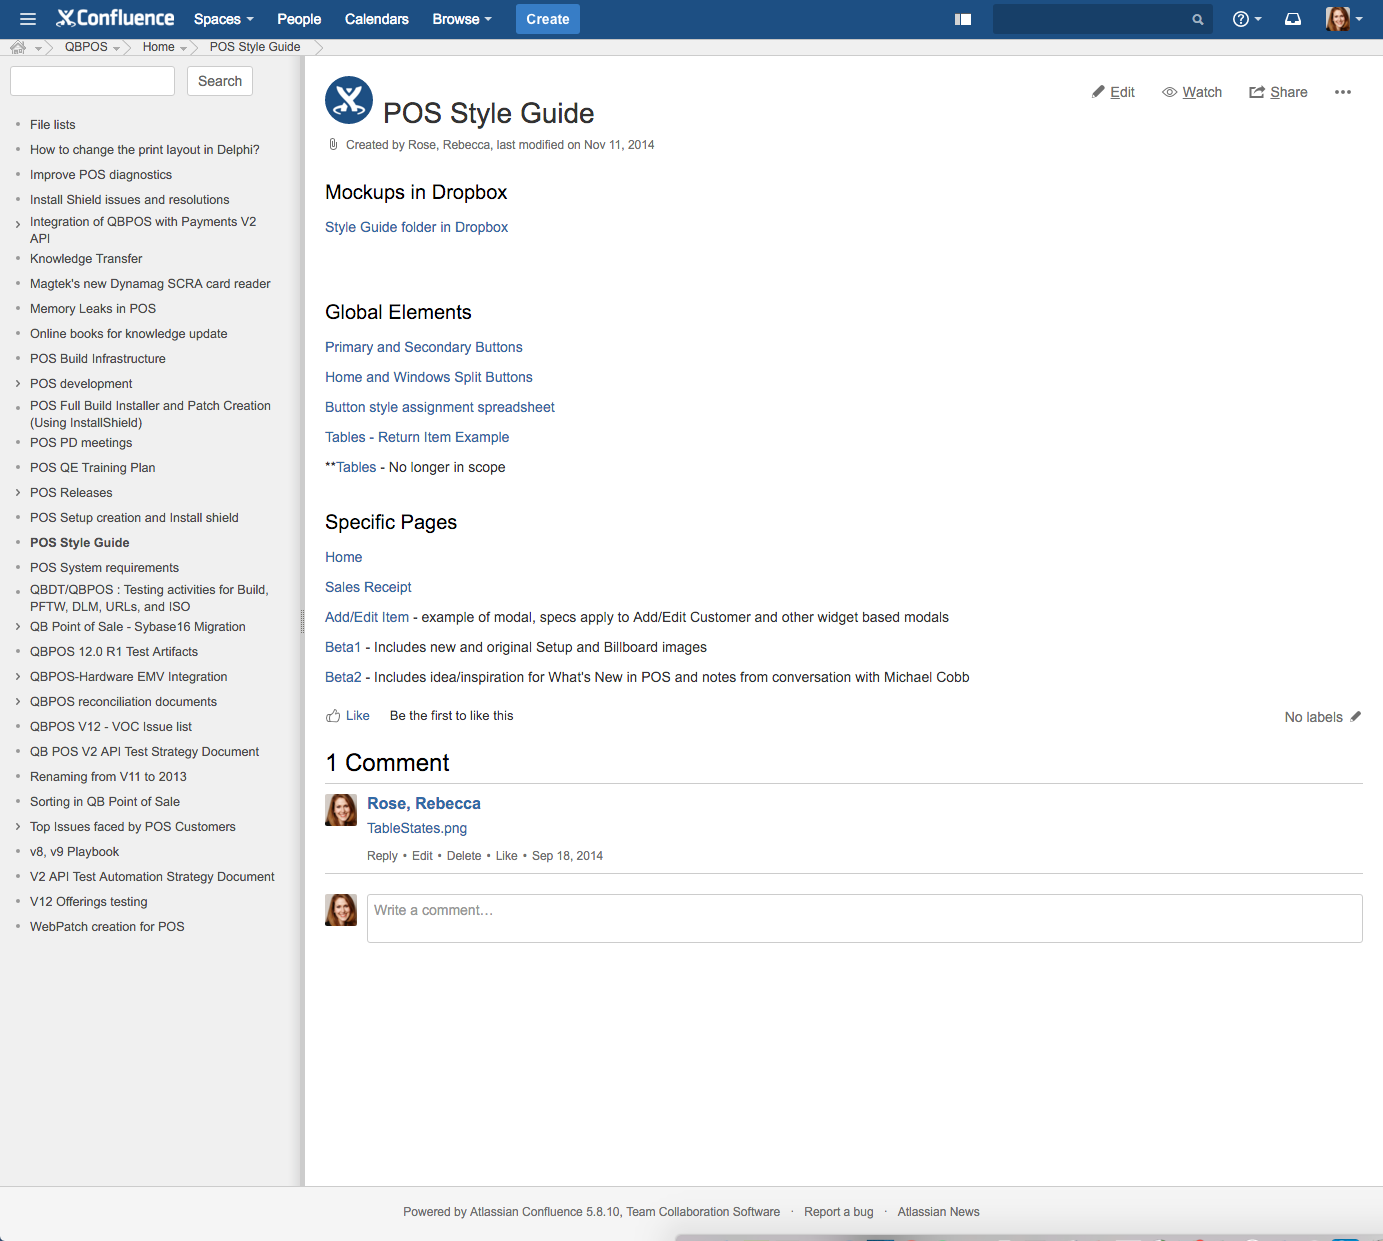 Confluence Spaces People Calendars Browse Create
QBPOS Home POS Style Guide
Search
File lists
How to change the print layout in Delphi?
Improve POS diagnostics
Install Shield issues and resolutions
Integration of QBPOS with Payments V2
API
Knowledge Transfer
Magtek's new Dynamag SCRA card reader
Memory Leaks in POS
Online books for knowledge update
POS Build Infrastructure
POS development
POS Full Build Installer and Patch Creation
(Using InstallShield)
POS PD meetings
POS QE Training Plan
POS Releases
POS Setup creation and Install shield
POS Style Guide
POS System requirements
QBDT/QBPOS : Testing activities for Build,
PFTW, DLM, URLs, and ISO
QB Point of Sale - Sybase16 Migration
QBPOS 12.0 R1 Test Artifacts
QBPOS-Hardware EMV Integration
QBPOS reconciliation documents
QBPOS V12 - VOC Issue list
QB POS V2 API Test Strategy Document
Renaming from V11 to 2013
Sorting in QB Point of Sale
Top Issues faced by POS Customers
v8, v9 Playbook
V2 API Test Automation Strategy Document
V12 Offerings testing
WebPatch creation for POS
POS Style Guide
Edit Watch Share •••
Created by Rose, Rebecca, last modified on Nov 11, 2014
Mockups in Dropbox
Style Guide folder in Dropbox
Global Elements
Primary and Secondary Buttons
Home and Windows Split Buttons
Button style assignment spreadsheet
Tables - Return Item Example
**Tables - No longer in scope
Specific Pages
Home
Sales Receipt
Add/Edit Item - example of modal, specs apply to Add/Edit Customer and other widget based modals
Beta1 - Includes new and original Setup and Billboard images
Beta2 - Includes idea/inspiration for What's New in POS and notes from conversation with Michael Cobb
Like Be the first to like this
No labels
1 Comment
Rose, Rebecca
TableStates.png
Reply • Edit • Delete • Like • Sep 18, 2014
Write a comment…
Powered by Atlassian Confluence 5.8.10, Team Collaboration Software · Report a bug · Atlassian News